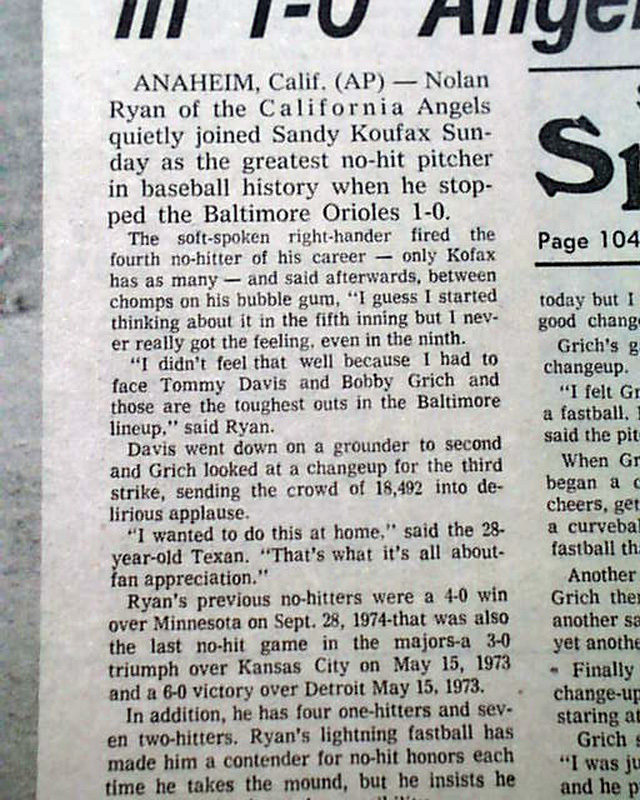 in 1-0 Angel
ANAHEIM, Calif. (AP) — Nolan
Ryan of the California Angels
quietly joined Sandy Koufax Sun-
day as the greatest no-hit pitcher
in baseball history when he stop-
ped the Baltimore Orioles 1-0.
The soft-spoken right-hander fired the
fourth no-hitter of his career — only Kofax
has as many — and said afterwards, between
chomps on his bubble gum, "I guess I started
thinking about it in the fifth inning but I nev-
er really got the feeling, even in the ninth.
"I didn't feel that well because I had to
face Tommy Davis and Bobby Grich and
those are the toughest outs in the Baltimore
lineup," said Ryan.
Davis went down on a grounder to second
and Grich looked at a changeup for the third
strike, sending the crowd of 18,492 into de-
lirious applause.
"I wanted to do this at home," said the 28-
year-old Texan. "That's what it's all about-
fan appreciation."
Ryan's previous no-hitters were a 4-0 win
over Minnesota on Sept. 28, 1974-that was also
the last no-hit game in the majors-a 3-0
triumph over Kansas City on May 15, 1973
and a 6-0 victory over Detroit May 15, 1973.
In addition, he has four one-hitters and sev-
en two-hitters. Ryan's lightning fastball has
made him a contender for no-hit honors each
time he takes the mound, but he insists he
Sp
Page 104
today but I
good chang
Grich's g
changeup.
"I felt Gr
a fastball. I
said the pit
When Gr
began a c
cheers, get
a curvebal
fastball th
Another
Grich the
another sa
yet anothe
Finally
change-up
staring at
Grich s
"I was ju
and he p